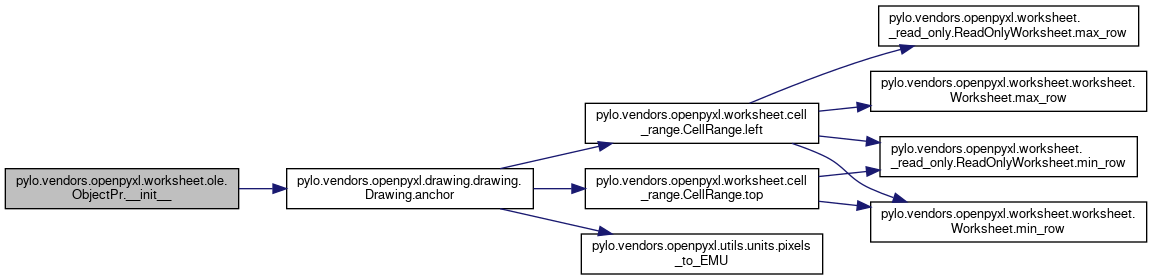 pylo.vendors.openpyxl.worksheet.ole.
ObjectPr.__init__
pylo.vendors.openpyxl.drawing.drawing.
Drawing.anchor
pylo.vendors.openpyxl.worksheet.cell
_range.CellRange.left
pylo.vendors.openpyxl.worksheet.cell
_range.CellRange.top
pylo.vendors.openpyxl.utils.units.pixels
_to_EMU
pylo.vendors.openpyxl.worksheet.
_read_only.ReadOnlyWorksheet.max_row
pylo.vendors.openpyxl.worksheet.worksheet.
Worksheet.max_row
pylo.vendors.openpyxl.worksheet.
_read_only.ReadOnlyWorksheet.min_row
pylo.vendors.openpyxl.worksheet.worksheet.
Worksheet.min_row